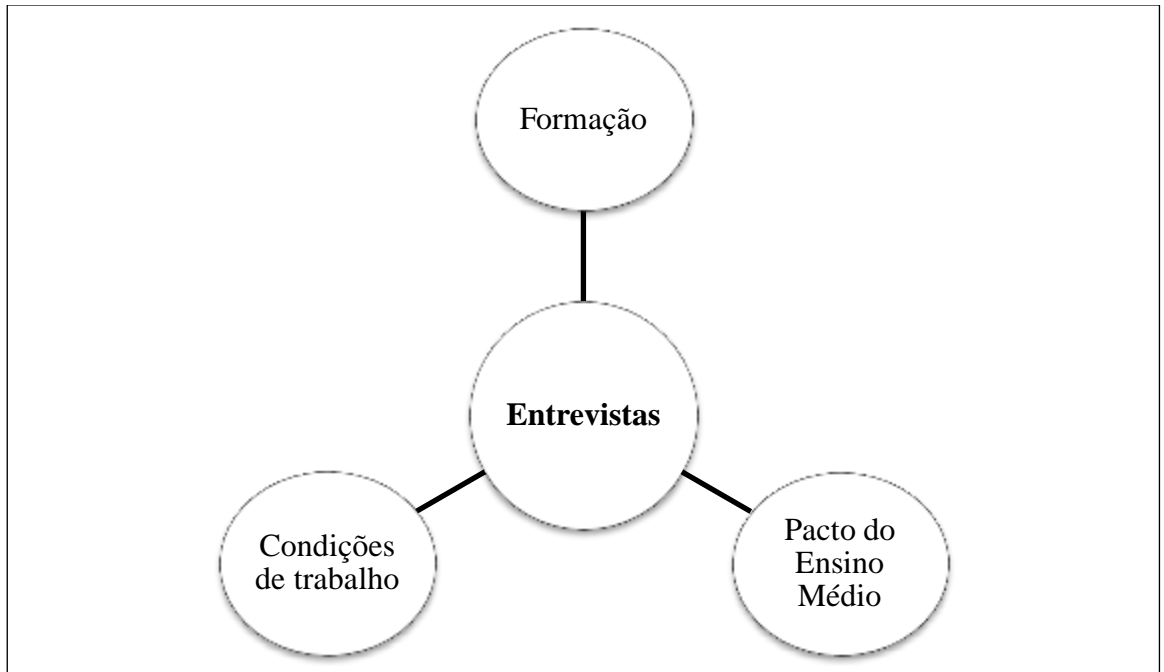 Formação
Entrevistas
Condições
de trabalho
Pacto do
Ensino
Médio